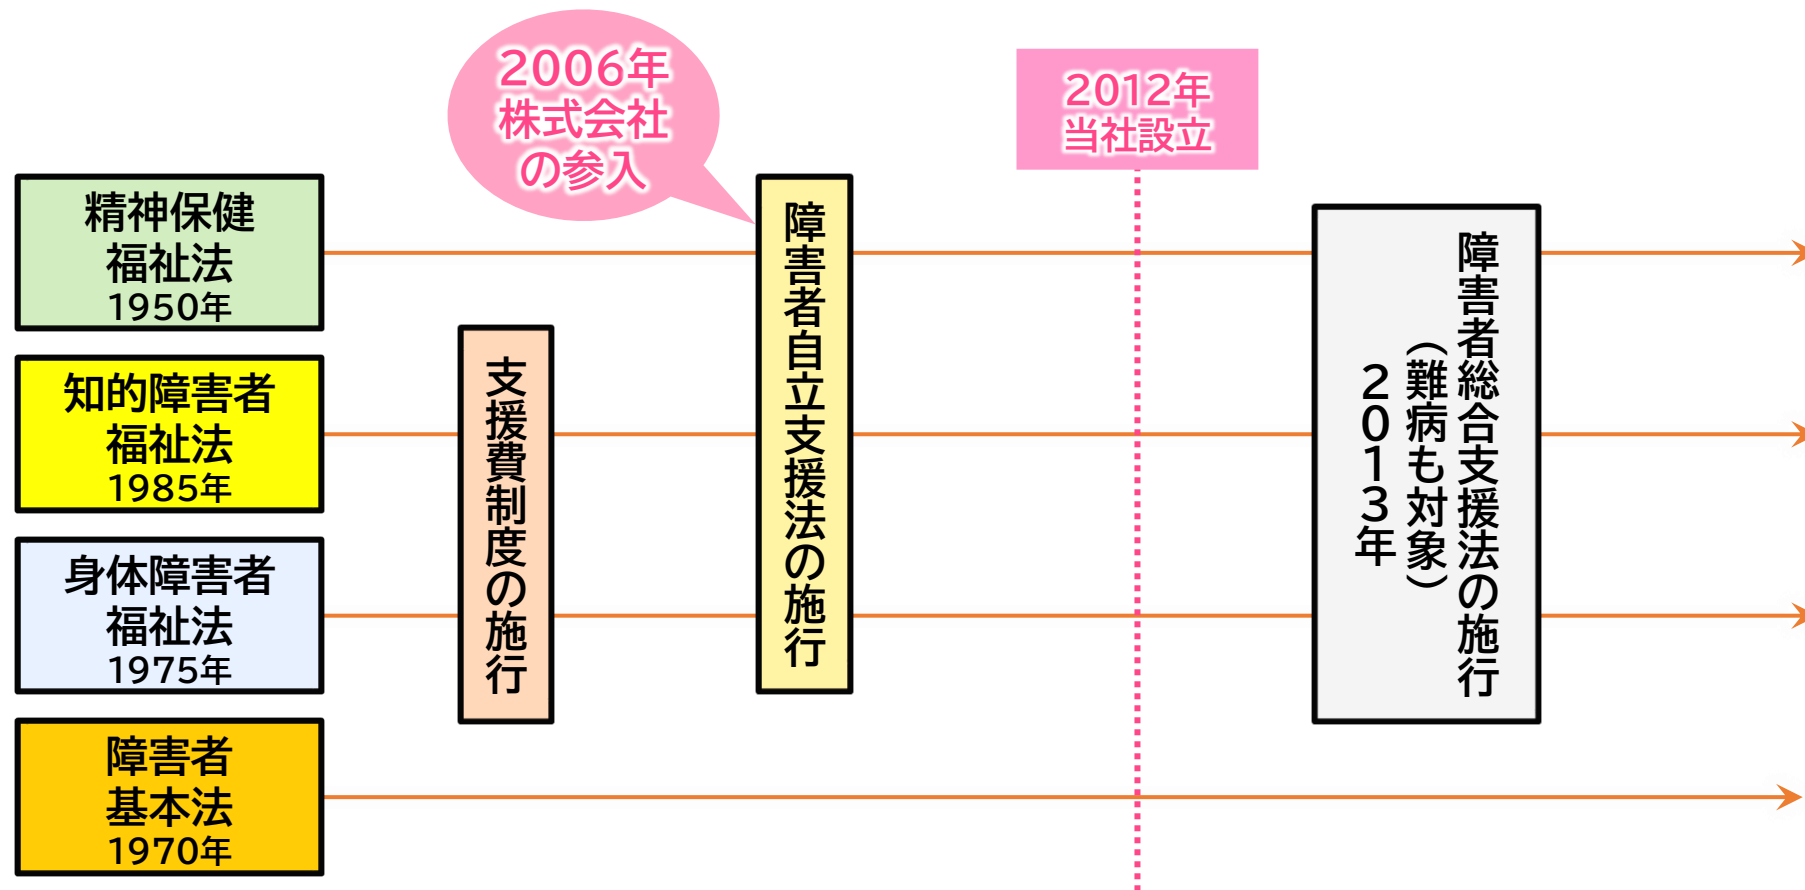 2006年
株式会社
の参入
2012年
当社設立
精神保健
福祉法
1950年
知的障害者
福祉法
1985年
身体障害者
福祉法
1975年
障害者
基本法
1970年
支援費制度の施行
障害者自立支援法の施行
障害者総合支援法の施行
（難病も対象）
2013年